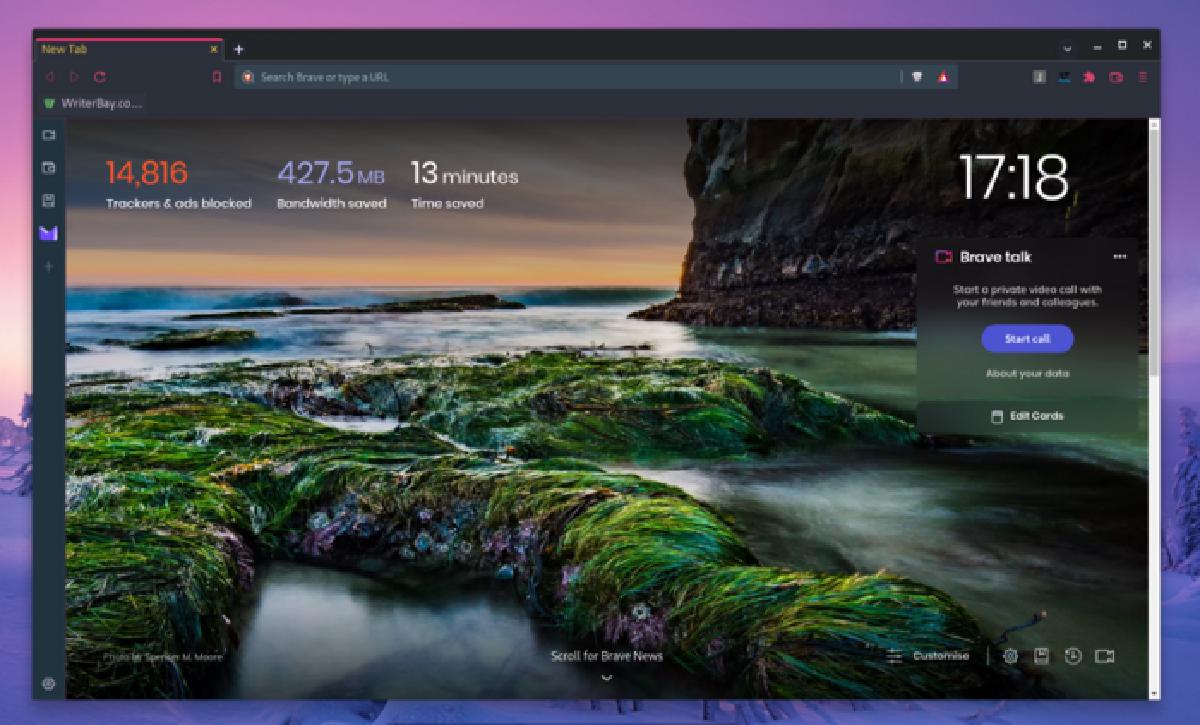 New Tab
Search Brave or type a URL
WriterBay.co...
14,816
Trackers & ads blocked
427.5 MB
Bandwidth saved
13 minutes
Time saved
17:18
Brave talk
Start a private video call with
your friends and colleagues.
Start call
About your data
Edit Cards
Photo by Spencer M. Moore
Scroll for Brave News
Customise